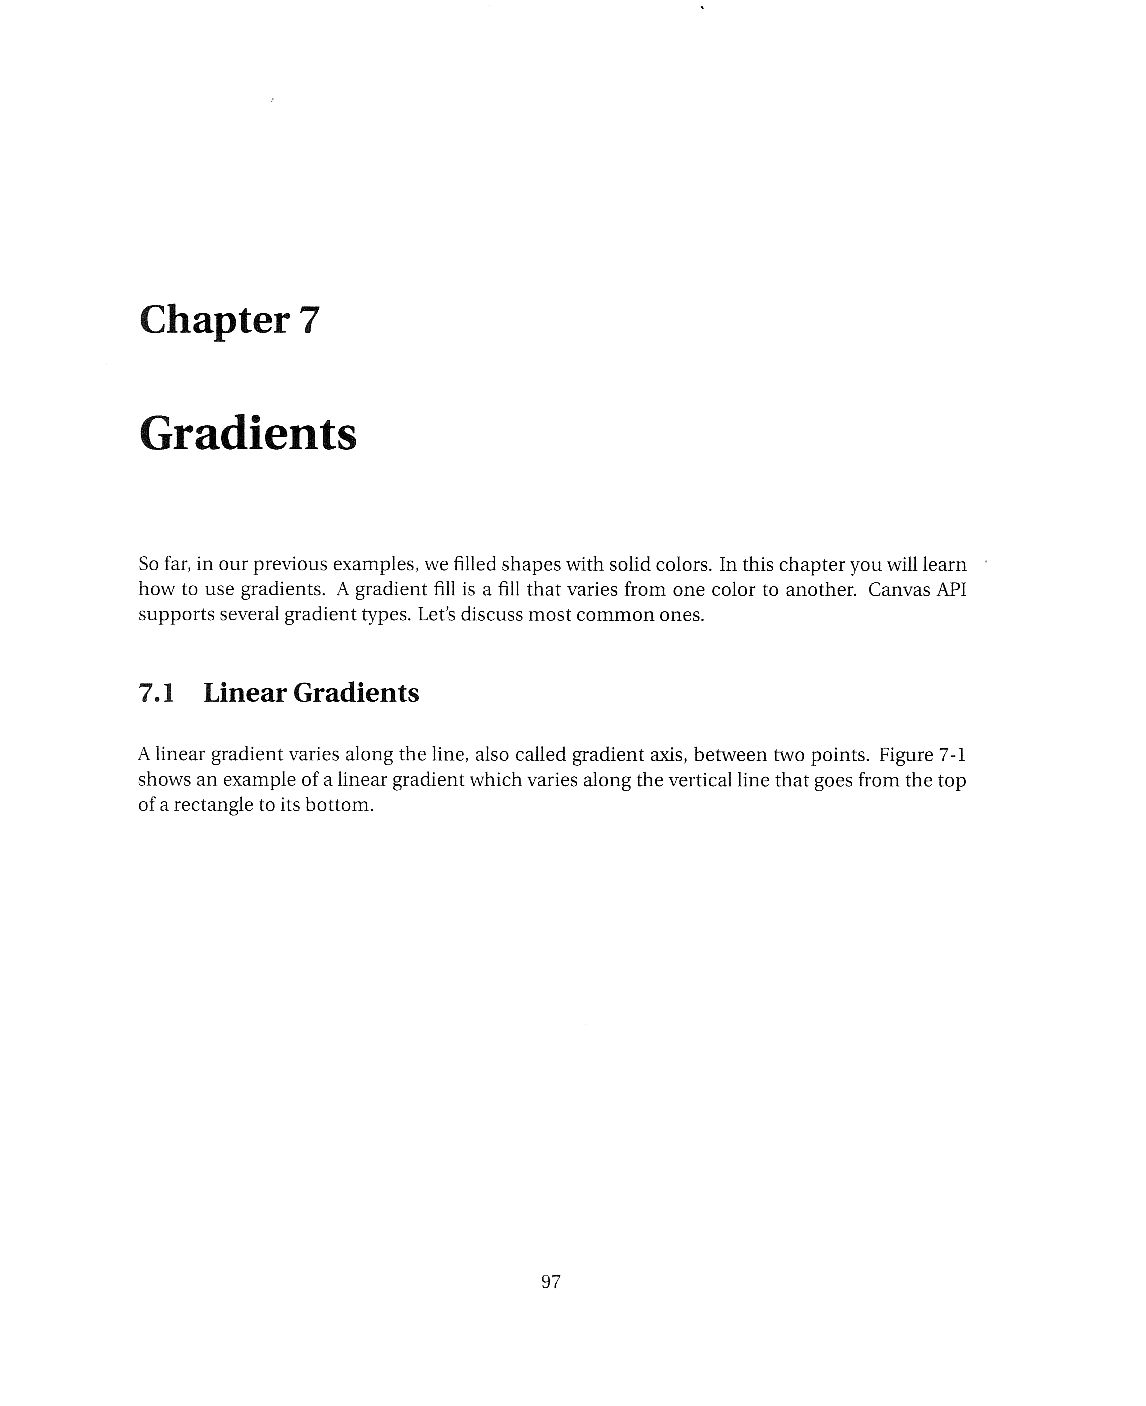 Chapter 7
Gradients
So far, in our previous examples, we filled shapes with solid colors. In this chapter you will learn
how to use gradients. A gradient fill is a fill that varies from one color to another. Canvas API
supports several gradient types. Let's discuss most common ones.
7.1 Linear Gradients
A linear gradient varies along the line, also called gradient axis, between two points. Figure 7-1
shows an example of a linear gradient which varies along the vertical line that goes from the top
of a rectangle to its bottom.
97